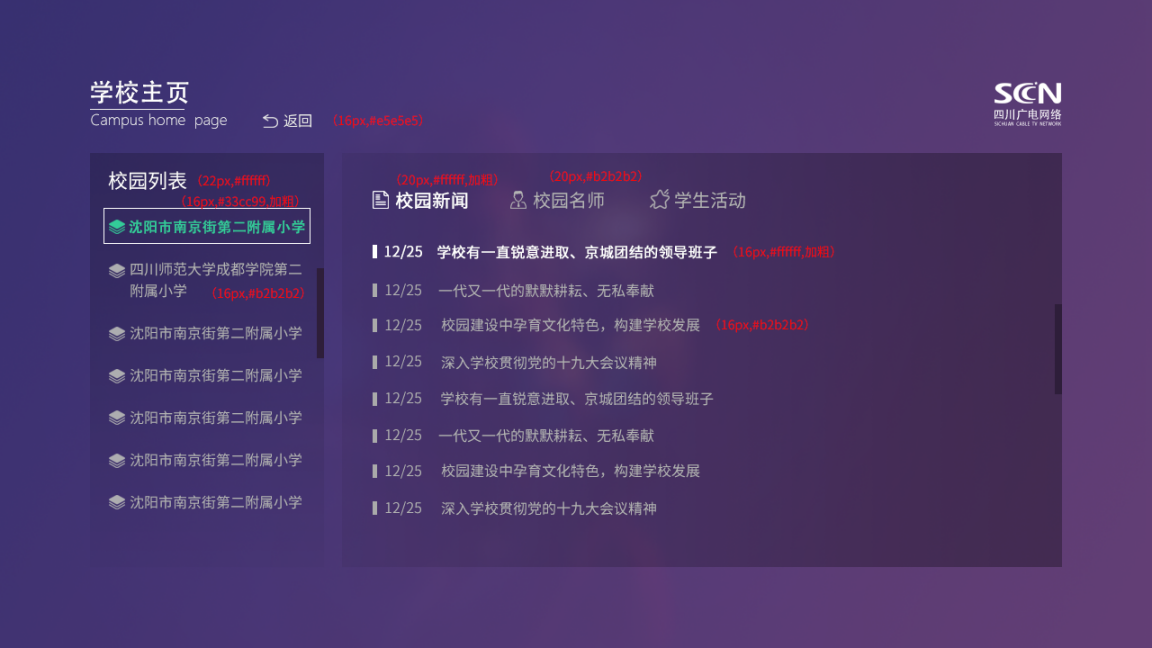 学校主页
Campus home page
返回 (16px,#e5e5e5)
SCCN
四川广电网络
SICHUAN CABLE TV NETWORK
校园列表 (22px,#ffffff)
(16px,#33cc99,加粗)
沈阳市南京街第二附属小学
四川师范大学成都学院第二
附属小学 (16px,#b2b2b2)
沈阳市南京街第二附属小学
沈阳市南京街第二附属小学
沈阳市南京街第二附属小学
沈阳市南京街第二附属小学
沈阳市南京街第二附属小学
(20px,#ffffff,加粗) (20px,#b2b2b2)
校园新闻 校园名师 学生活动
12/25 学校有一直锐意进取、京城团结的领导班子 (16px,#ffffff,加粗)
12/25 一代又一代的默默耕耘、无私奉献
12/25 校园建设中孕育文化特色，构建学校发展 (16px,#b2b2b2)
12/25 深入学校贯彻党的十九大会议精神
12/25 学校有一直锐意进取、京城团结的领导班子
12/25 一代又一代的默默耕耘、无私奉献
12/25 校园建设中孕育文化特色，构建学校发展
12/25 深入学校贯彻党的十九大会议精神